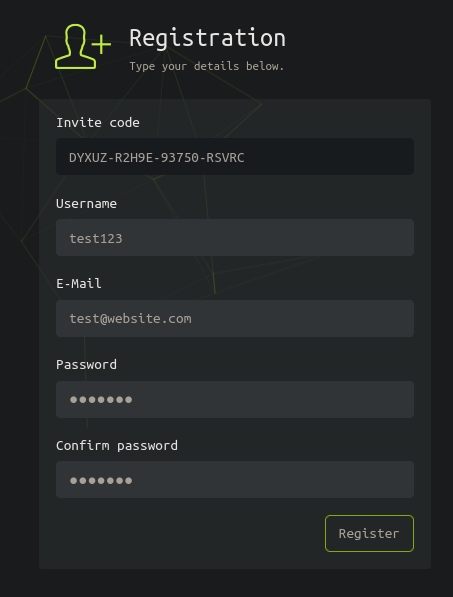 Registration
Type your details below.
Invite code
DYXUZ-R2H9E-93750-RSVRC
Username
test123
E-Mail
test@website.com
Password
●●●●●●●
Confirm password
●●●●●●●
Register